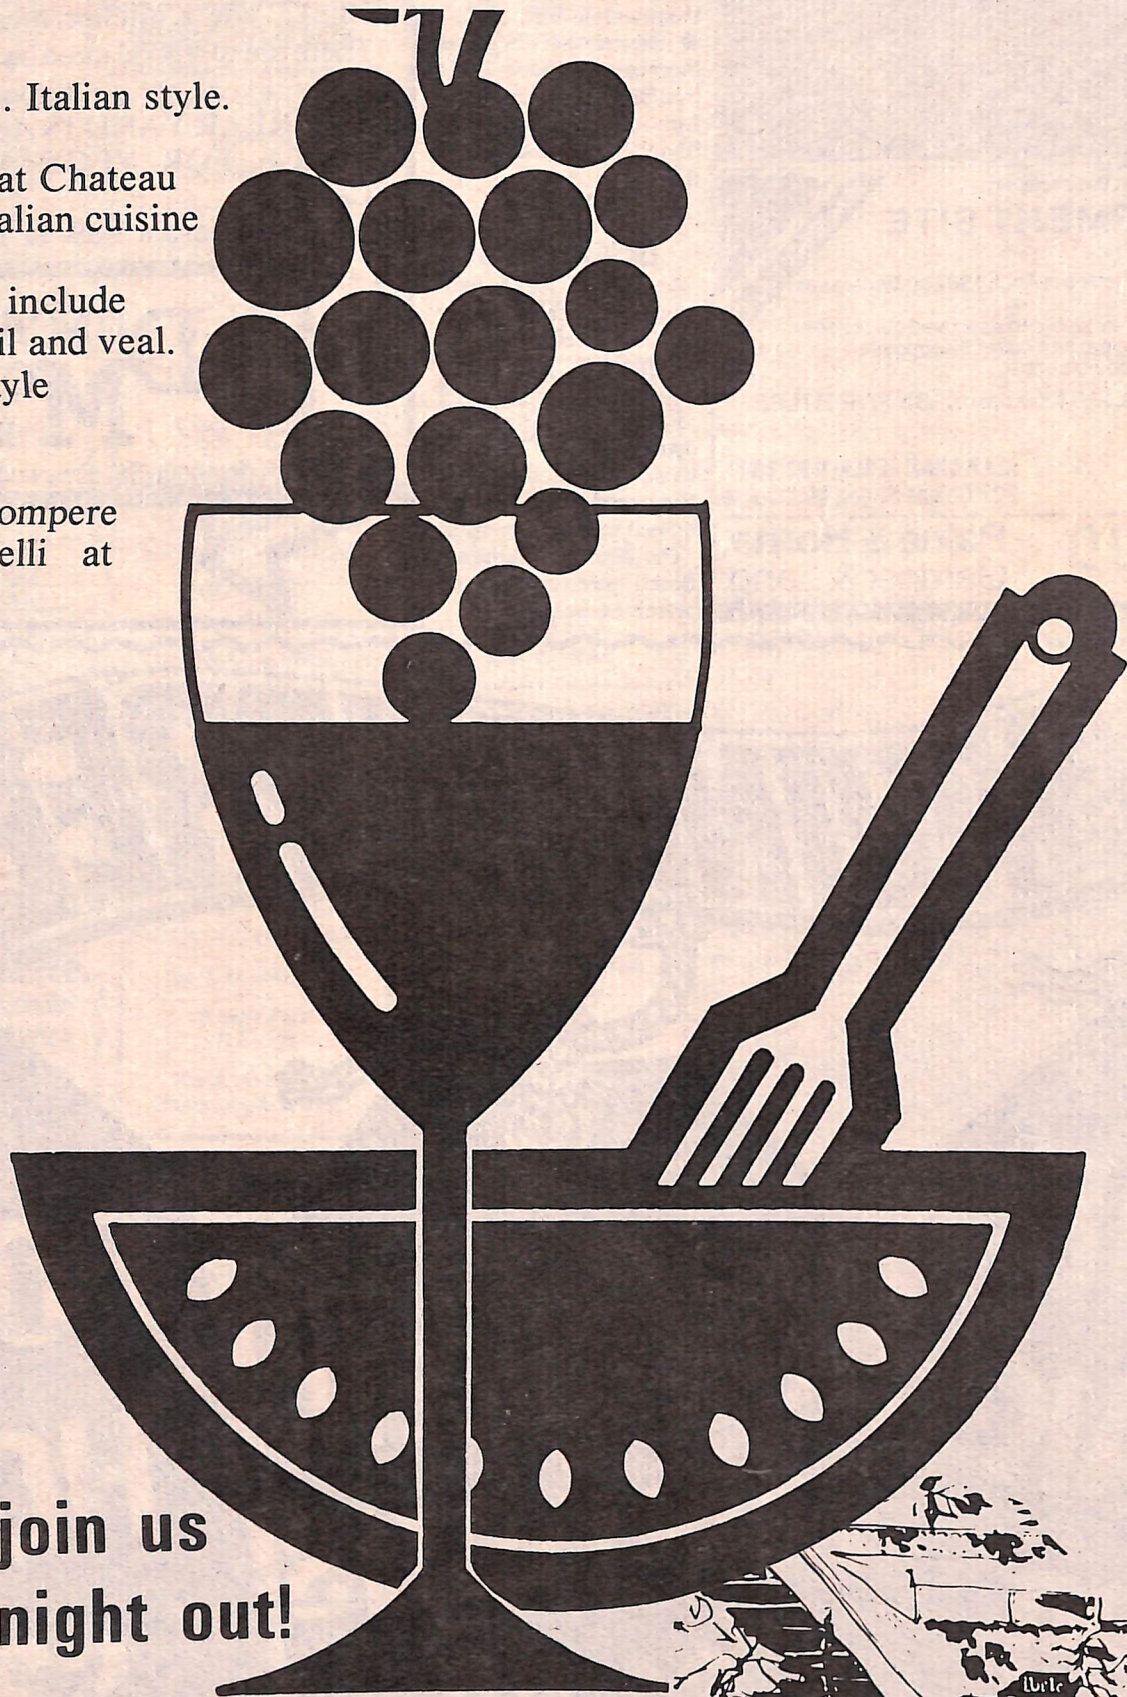 . Italian style.
at Chateau
alian cuisine
include
il and veal.
yle
ompere
elli at
join us
night out!